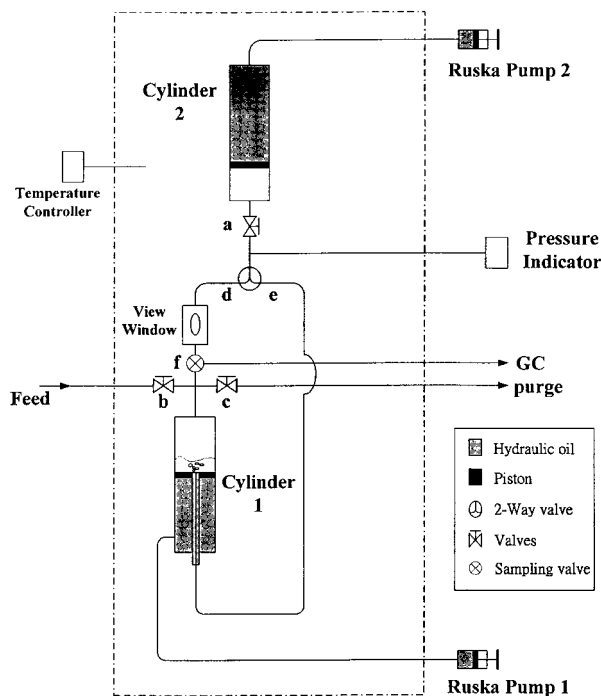 Ruska Pump 2
Cylinder
2
Temperature
Controller
a
Pressure
Indicator
d
e
View
Window
f
GC
Feed
b
c
purge
Cylinder
1
Hydraulic oil
Piston
2-Way valve
Valves
Sampling valve
Ruska Pump 1